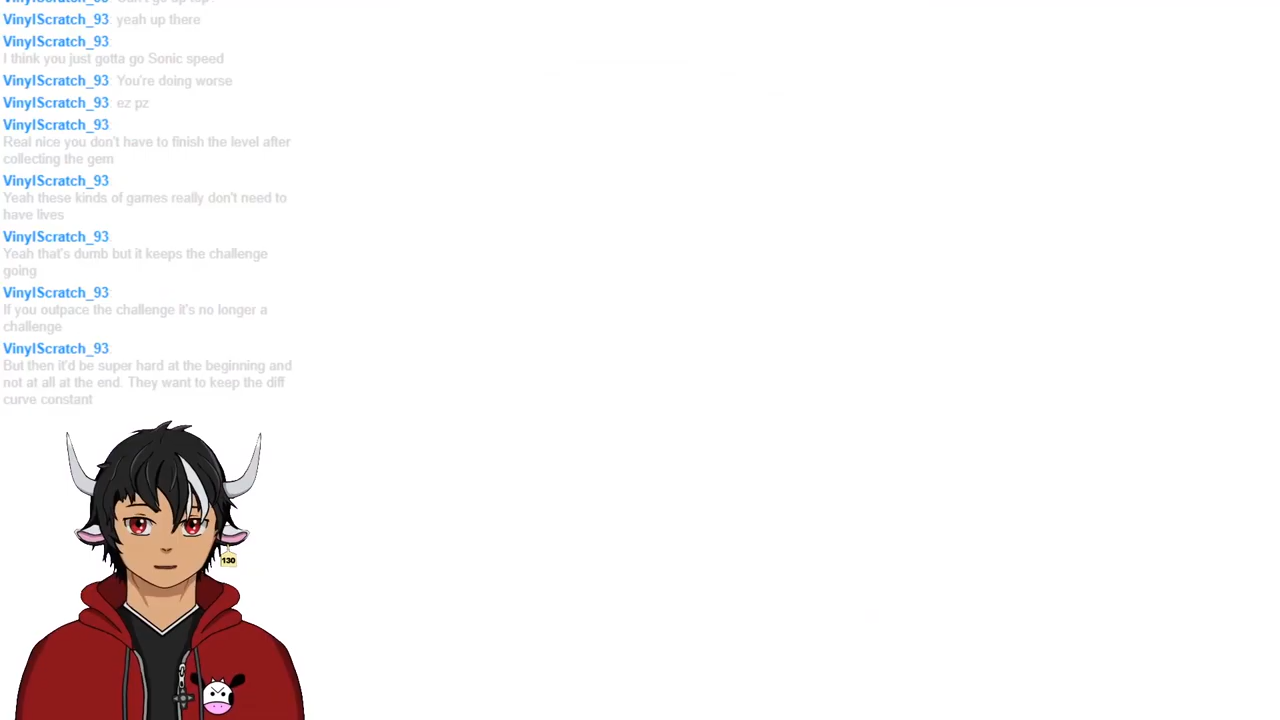 VinylScratch_93: yeah up there
VinylScratch_93:
I think you just gotta go Sonic speed
VinylScratch_93: You're doing worse
VinylScratch_93: ez pz
VinylScratch_93:
Real nice you don't have to finish the level after
collecting the gem
VinylScratch_93:
Yeah these kinds of games really don't need to
have lives
VinylScratch_93:
Yeah that's dumb but it keeps the challenge
going
VinylScratch_93:
If you outpace the challenge it's no longer a
challenge
VinylScratch_93:
But then it'd be super hard at the beginning and
not at all at the end. They want to keep the diff
curve constant
130